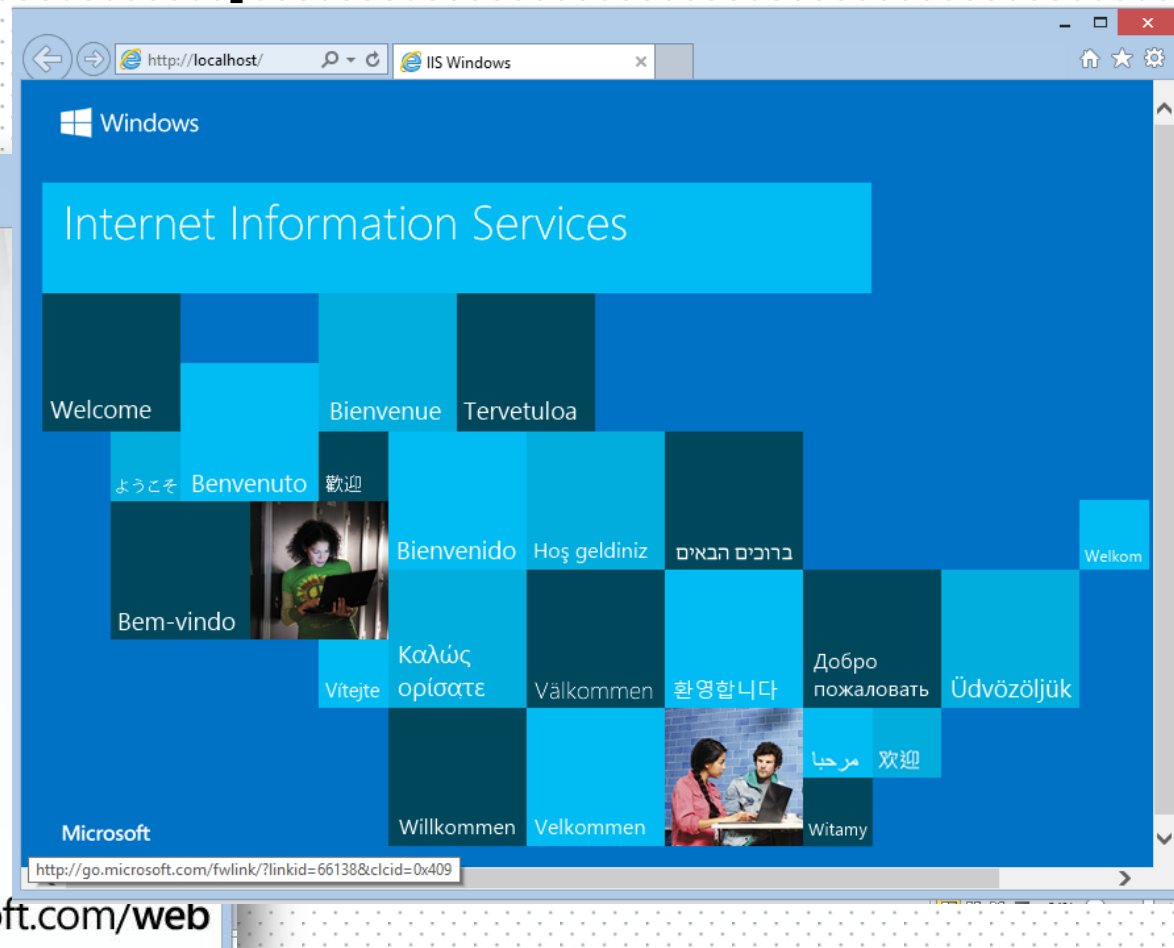 http://localhost/
IIS Windows
Windows
Internet Information Services
Welcome
Bienvenue
Tervetuloa
ようこそ
Benvenuto
歡迎
Bienvenido
Hoş geldiniz
ברוכים הבאים
Welkom
Bem-vindo
Vítejte
Καλώς
ορίσατε
Välkommen
환영합니다
Добро
пожаловать
Üdvözöljük
مرحبا
欢迎
Willkommen
Velkommen
Witamy
Microsoft
http://go.microsoft.com/fwlink/?linkid=66138&clcid=0x409
oft.com/web